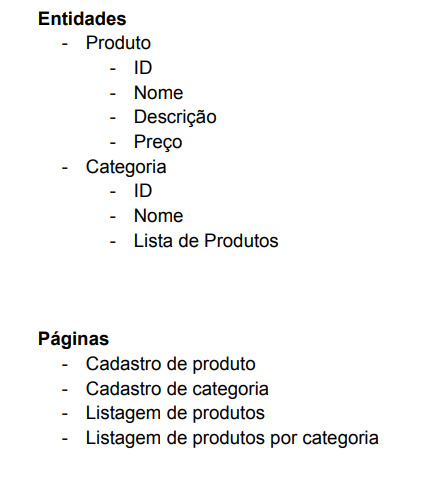 Entidades
- Produto
- ID
- Nome
- Descrição
- Preço
- Categoria
- ID
- Nome
- Lista de Produtos
Páginas
- Cadastro de produto
- Cadastro de categoria
- Listagem de produtos
- Listagem de produtos por categoria